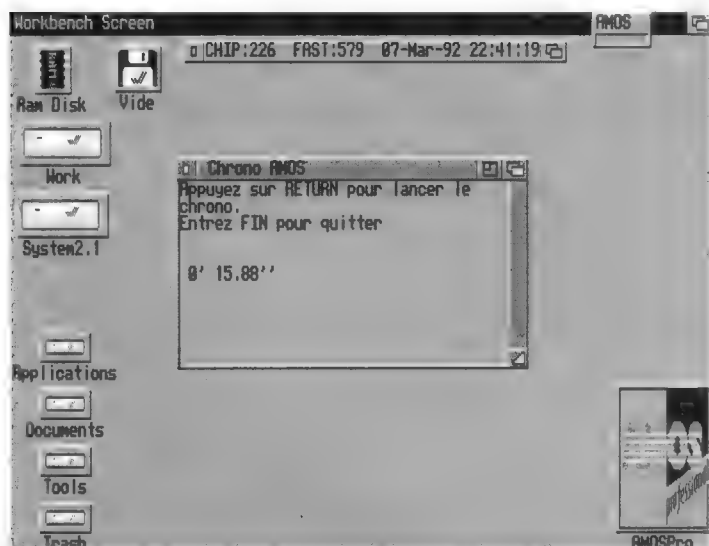 Workbench Screen
AMOS
CHIP:226 FAST:579 07-Mar-92 22:41:19
Ram Disk
Vide
Work
System2.1
Chrono AMOS
Appuyez sur RETURN pour lancer le
chrono.
Entrez FIN pour quitter
0' 15.88''
Applications
Documents
Tools
Trash
OS
professional
AMOSPro